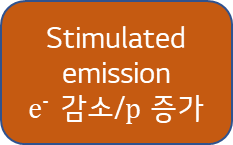 Stimulated
emission
e⁻ 감소/p 증가